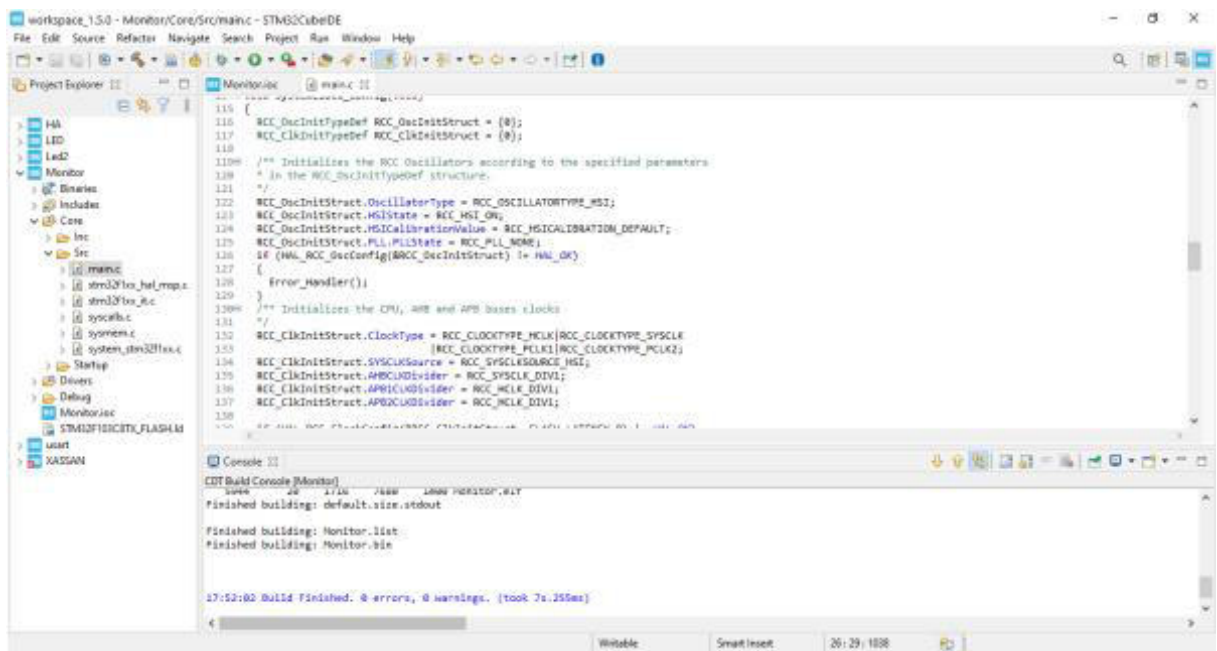 workspace_1.5.0 - Monitor/Core/Src/main.c - STM32CubeIDE
File Edit Source Refactor Navigate Search Project Run Window Help
Project Explorer
HA
LED
Led2
Monitor
Binaries
Includes
Core
Inc
Src
main.c
stm32f1xx_hal_msp.c
stm32f1xx_it.c
syscalls.c
sysmem.c
system_stm32f1xx.c
Startup
Drivers
Debug
Monitor.ioc
STM32F103C8TX_FLASH.ld
usart
XASSAN
Monitor.ioc main.c
115 {
116 RCC_OscInitTypeDef RCC_OscInitStruct = {0};
117 RCC_ClkInitTypeDef RCC_ClkInitStruct = {0};
118
119 /** Initializes the RCC Oscillators according to the specified parameters
120 * in the RCC_OscInitTypeDef structure.
121 */
122 RCC_OscInitStruct.OscillatorType = RCC_OSCILLATORTYPE_HSI;
123 RCC_OscInitStruct.HSIState = RCC_HSI_ON;
124 RCC_OscInitStruct.HSICalibrationValue = RCC_HSICALIBRATION_DEFAULT;
125 RCC_OscInitStruct.PLL.PLLState = RCC_PLL_NONE;
126 if (HAL_RCC_OscConfig(&RCC_OscInitStruct) != HAL_OK)
127 {
128 Error_Handler();
129 }
130 /** Initializes the CPU, AHB and APB buses clocks
131 */
132 RCC_ClkInitStruct.ClockType = RCC_CLOCKTYPE_HCLK|RCC_CLOCKTYPE_SYSCLK
133 |RCC_CLOCKTYPE_PCLK1|RCC_CLOCKTYPE_PCLK2;
134 RCC_ClkInitStruct.SYSCLKSource = RCC_SYSCLKSOURCE_HSI;
135 RCC_ClkInitStruct.AHBCLKDivider = RCC_SYSCLK_DIV1;
136 RCC_ClkInitStruct.APB1CLKDivider = RCC_HCLK_DIV1;
137 RCC_ClkInitStruct.APB2CLKDivider = RCC_HCLK_DIV1;
138
Console
CDT Build Console [Monitor]
Finished building: default.size.stdout
Finished building: Monitor.list
Finished building: Monitor.bin
17:52:02 Build Finished. 0 errors, 0 warnings. (took 7s.255ms)
Writable Smart Insert 26 : 29 : 1038